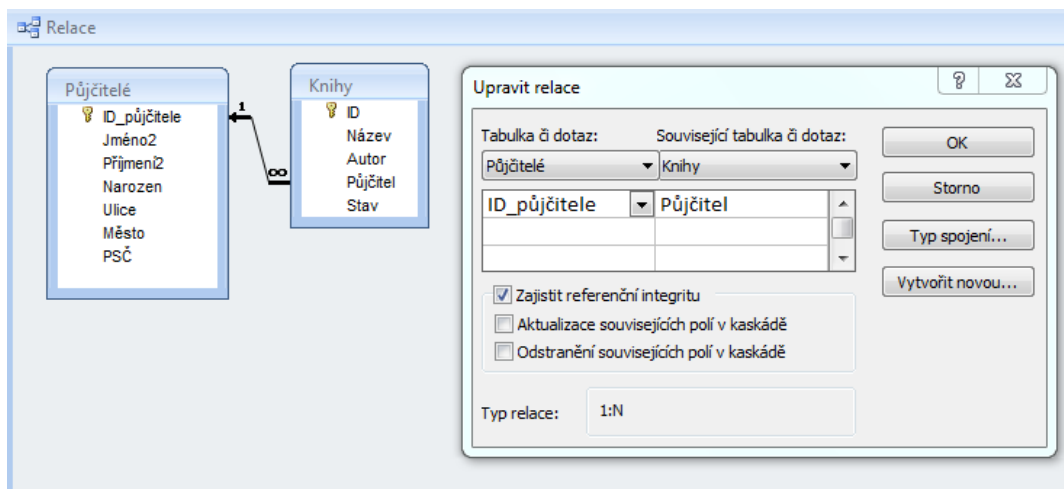 Relace
Půjčitelé
ID_půjčitele
Jméno2
Příjmení2
Narozen
Ulice
Město
PSČ
1
∞
Knihy
ID
Název
Autor
Půjčitel
Stav
Upravit relace
?
Tabulka či dotaz: Související tabulka či dotaz:
Půjčitelé Knihy
ID_půjčitele Půjčitel
Zajistit referenční integritu
Aktualizace souvisejících polí v kaskádě
Odstranění souvisejících polí v kaskádě
Typ relace: 1:N
OK
Storno
Typ spojení...
Vytvořit novou...